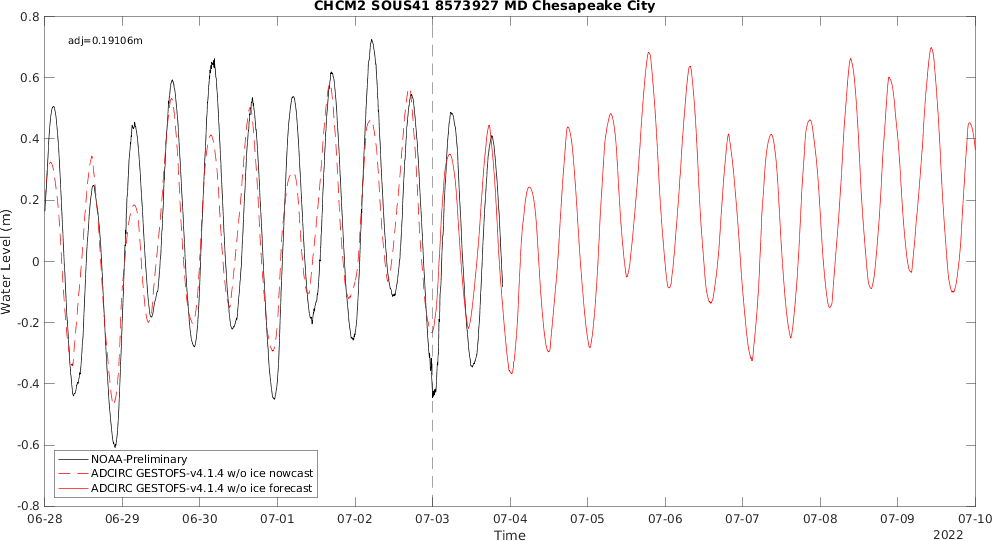 CHCM2 SOUS41 8573927 MD Chesapeake City
adj=0.19106m
0.8
0.6
0.4
0.2
0
-0.2
-0.4
-0.6
-0.8
Water Level (m)
NOAA-Preliminary
ADCIRC GESTOFS-v4.1.4 w/o ice nowcast
ADCIRC GESTOFS-v4.1.4 w/o ice forecast
06-28 06-29 06-30 07-01 07-02 07-03 07-04 07-05 07-06 07-07 07-08 07-09 07-10
Time
2022